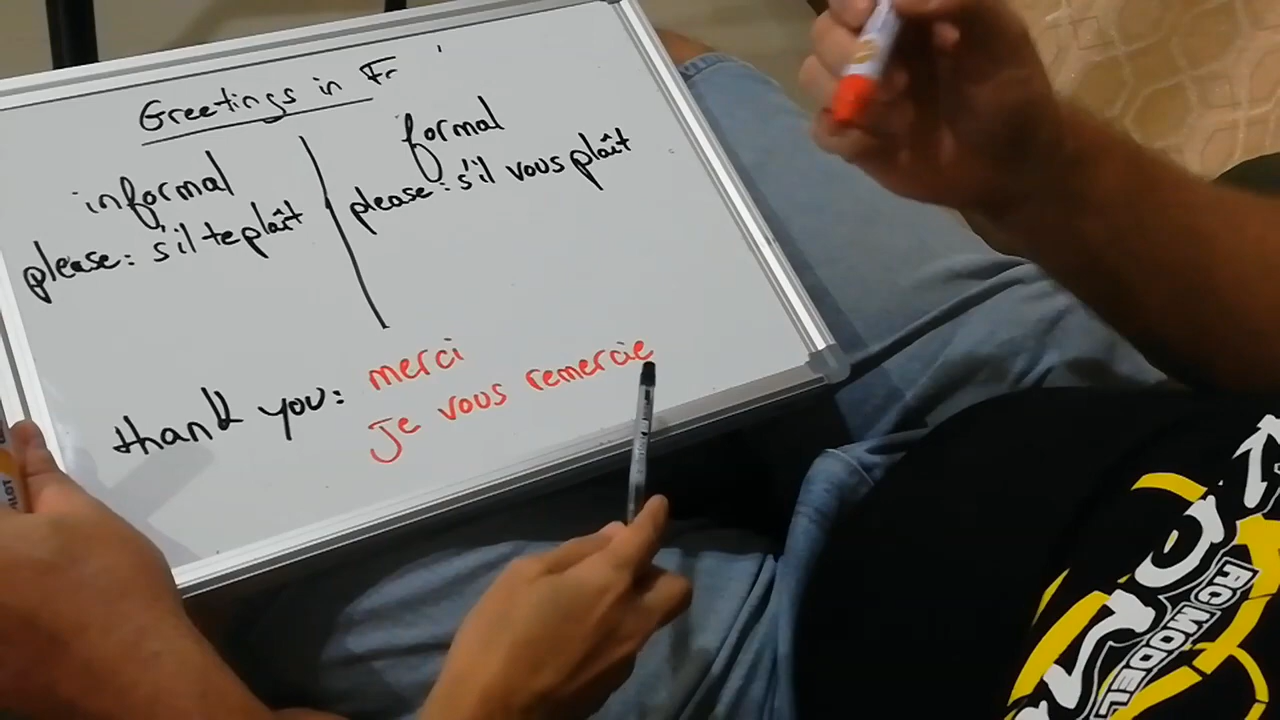 Greetings in Fr
informal
please: s'il te plaît
formal
please: s'il vous plaît
thank you: merci
Je vous remercie
RC MODEL